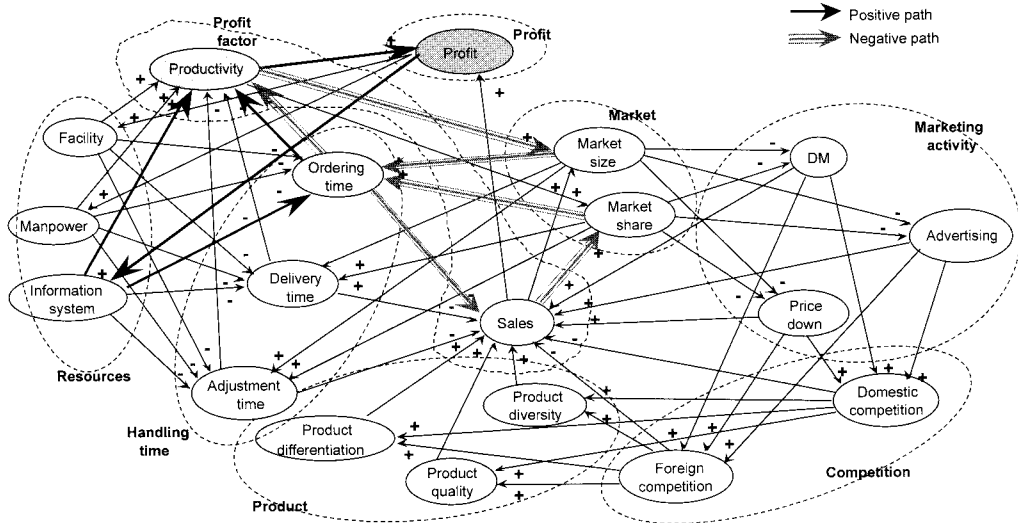 Positive path
Negative path
Profit
factor
Profit
Profit
Productivity
Market
Marketing
activity
Facility
Ordering
time
Market
size
DM
Manpower
Market
share
Advertising
Information
system
Delivery
time
Sales
Price
down
Resources
Adjustment
time
Product
diversity
Domestic
competition
Handling
time
Product
differentiation
Product
quality
Foreign
competition
Competition
Product